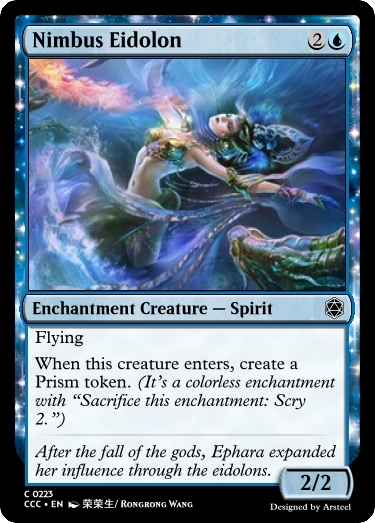 Nimbus Eidolon 2
Enchantment Creature — Spirit
Flying
When this creature enters, create a
Prism token. (It's a colorless enchantment
with “Sacrifice this enchantment: Scry
2.”)
After the fall of the gods, Ephara expanded
her influence through the eidolons.
2/2
C 0223
CCC • EN 荣荣生/ Rongrong Wang
Designed by Arsteel